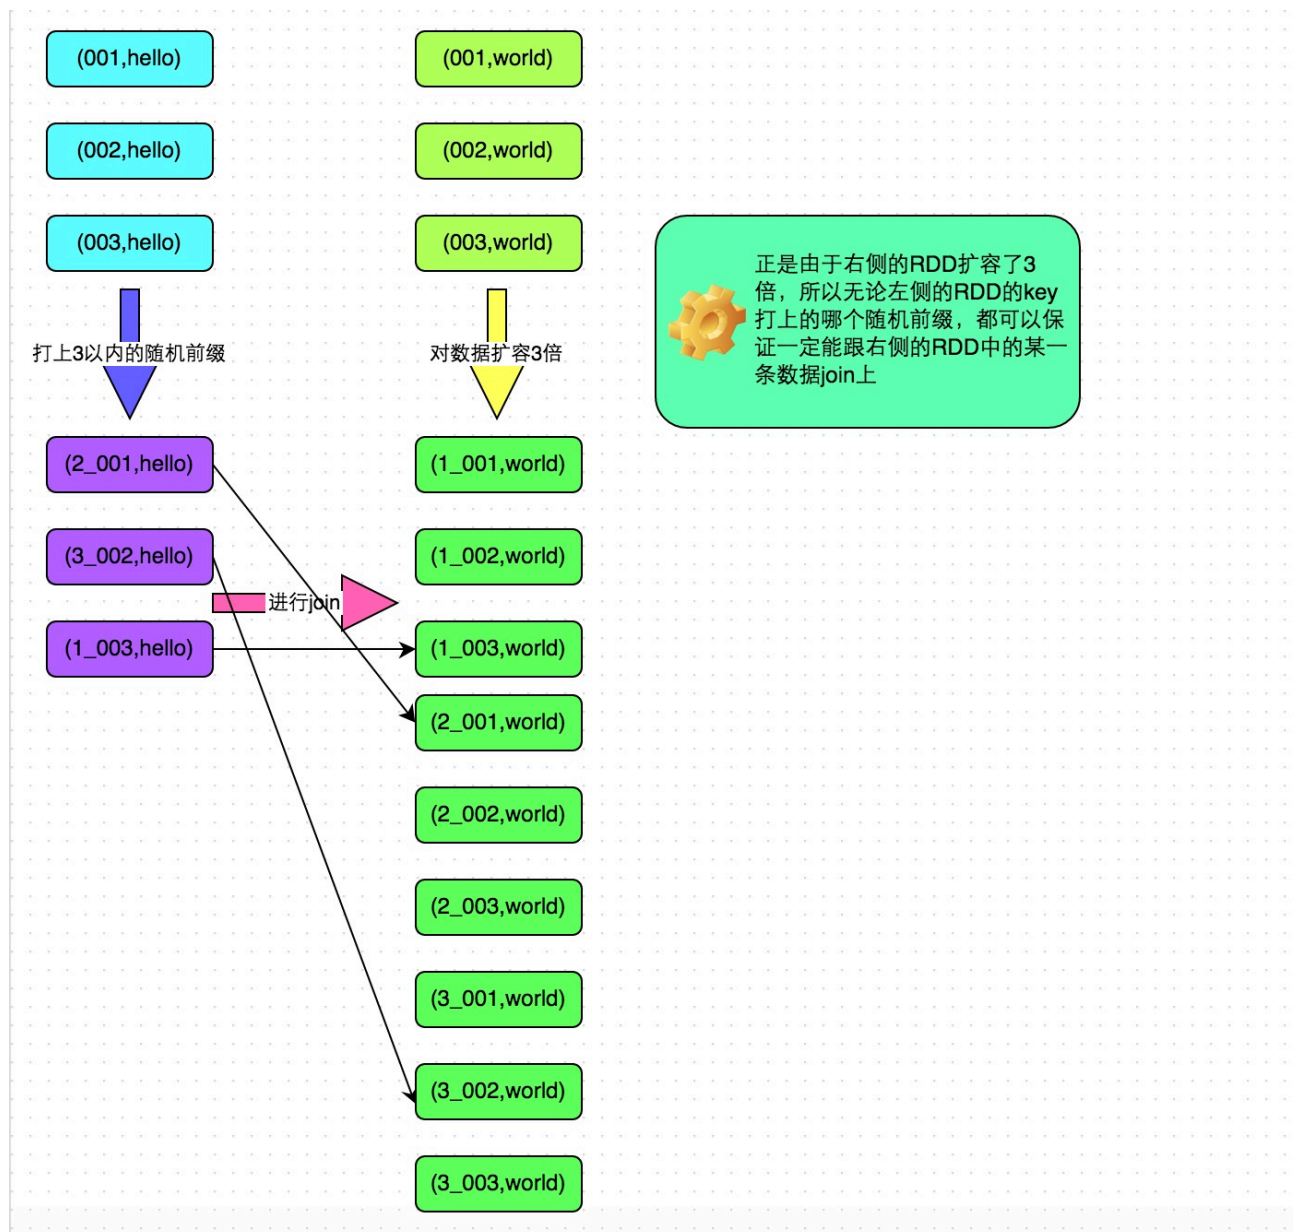 (001,hello)
(001,world)
(002,hello)
(002,world)
(003,hello)
(003,world)
正是由于右侧的RDD扩容了3
倍，所以无论左侧的RDD的key
打上的哪个随机前缀，都可以保
证一定能跟右侧的RDD中的某一
条数据join上
打上3以内的随机前缀
对数据扩容3倍
(2_001,hello)
(1_001,world)
(3_002,hello)
(1_002,world)
进行join
(1_003,hello)
(1_003,world)
(2_001,world)
(2_002,world)
(2_003,world)
(3_001,world)
(3_002,world)
(3_003,world)